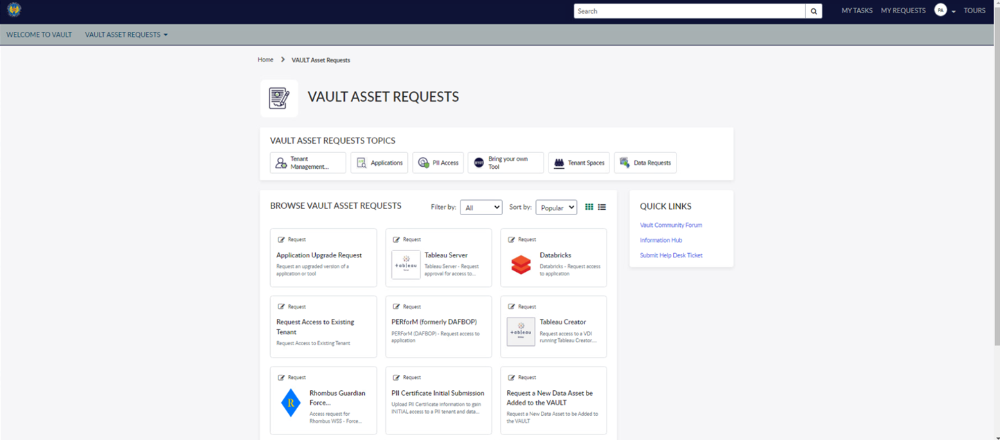 Search
MY TASKS MY REQUESTS PA TOURS
WELCOME TO VAULT VAULT ASSET REQUESTS
Home > VAULT Asset Requests
VAULT ASSET REQUESTS
VAULT ASSET REQUESTS TOPICS
Tenant
Management...
Applications
PII Access
Bring your own
Tool
Tenant Spaces
Data Requests
BROWSE VAULT ASSET REQUESTS
Filter by: All Sort by: Popular
Request
Application Upgrade Request
Request an upgraded version of a
application or tool
Request
Tableau Server
Tableau Server - Request
approval for access to...
+ a b l e a u
Request
Databricks
Databricks - Request access
to application
Request
Request Access to Existing
Tenant
Request Access to Existing Tenant
Request
PERforM (formerly DAFBOP)
PERforM (DAFBOP) - Request access to
application
Request
Tableau Creator
Request access to a VDI
running Tableau Creator....
+ a b l e a u
Request
R
Rhombus Guardian
Force...
Access request for
Rhombus WSS - Force...
Request
PII Certificate Initial Submission
Upload PII Certificate information to gain
INITIAL access to a PII tenant and data...
Request
Request a New Data Asset be
Added to the VAULT
Request a New Data Asset to be Added to
the VAULT
QUICK LINKS
Vault Community Forum
Information Hub
Submit Help Desk Ticket